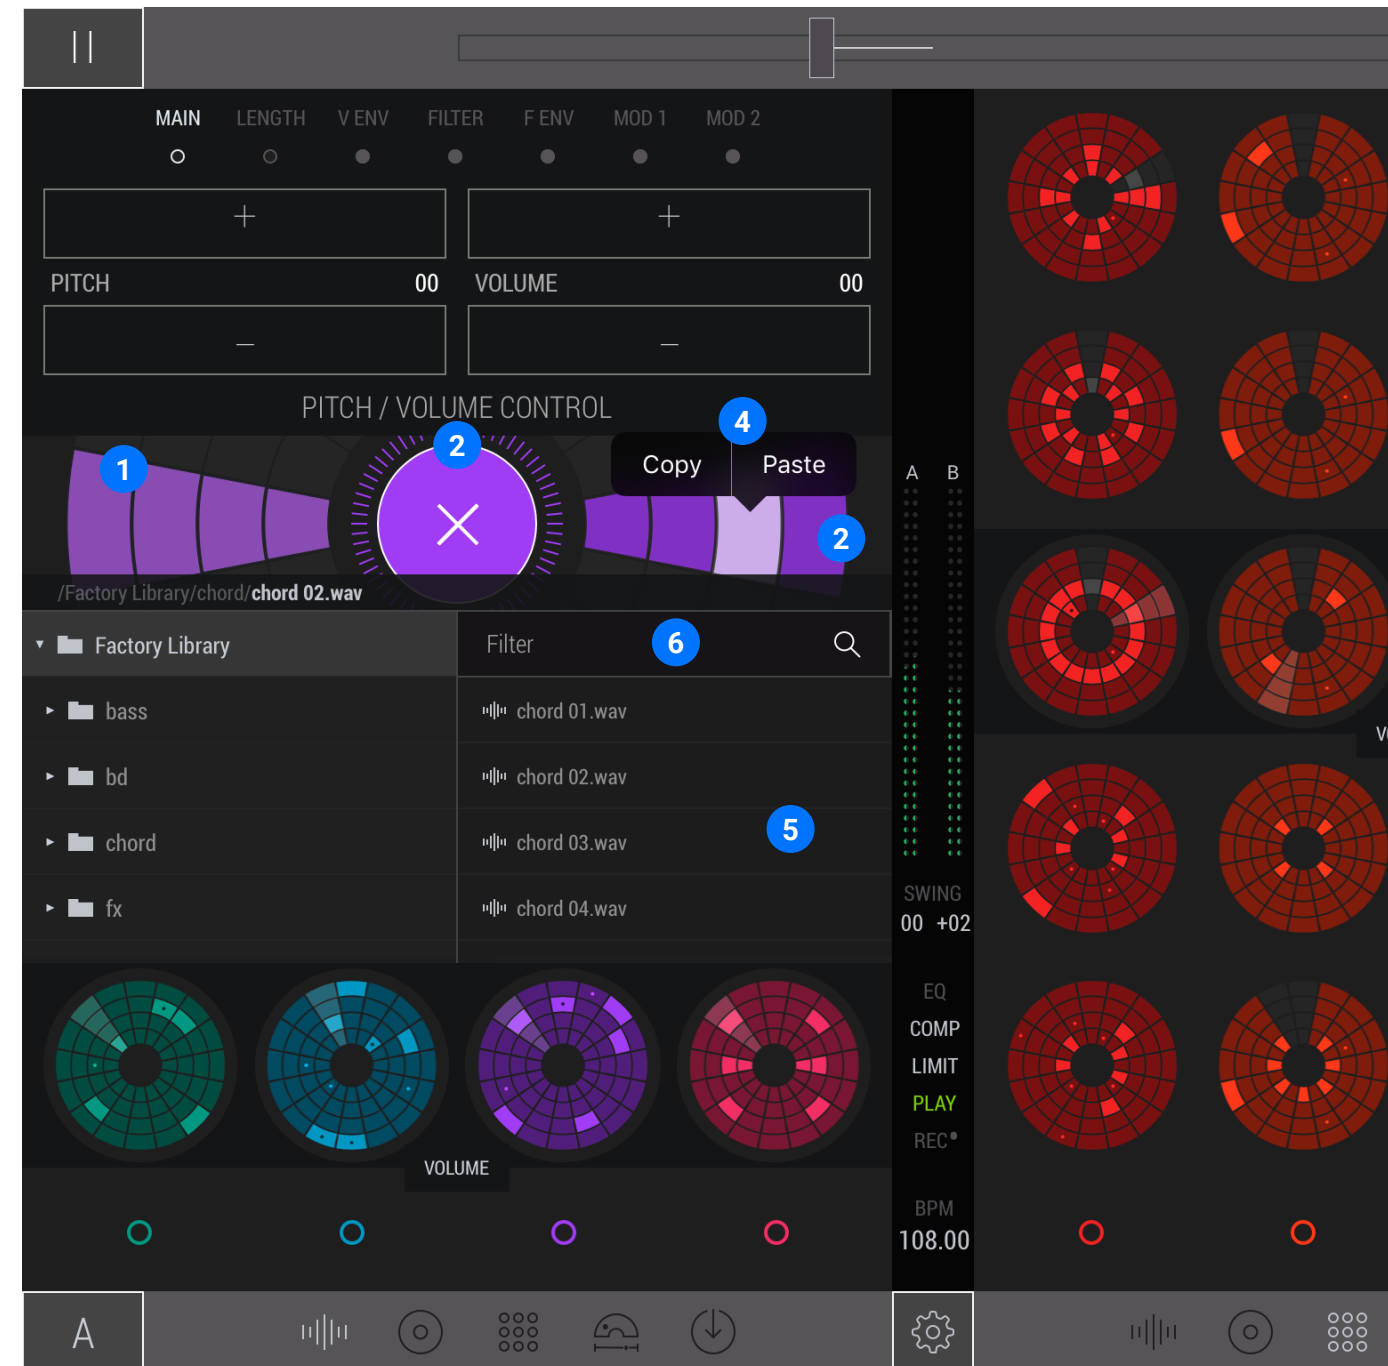 MAIN LENGTH V ENV FILTER F ENV MOD 1 MOD 2
+ +
PITCH 00 VOLUME 00
– –
PITCH / VOLUME CONTROL
1
2
4
Copy Paste
2
/Factory Library/chord/chord 02.wav
Factory Library
Filter
6
bass
chord 01.wav
bd
chord 02.wav
chord
chord 03.wav
5
fx
chord 04.wav
VOLUME
A
A B
SWING
00 +02
EQ
COMP
LIMIT
PLAY
REC
BPM
108.00